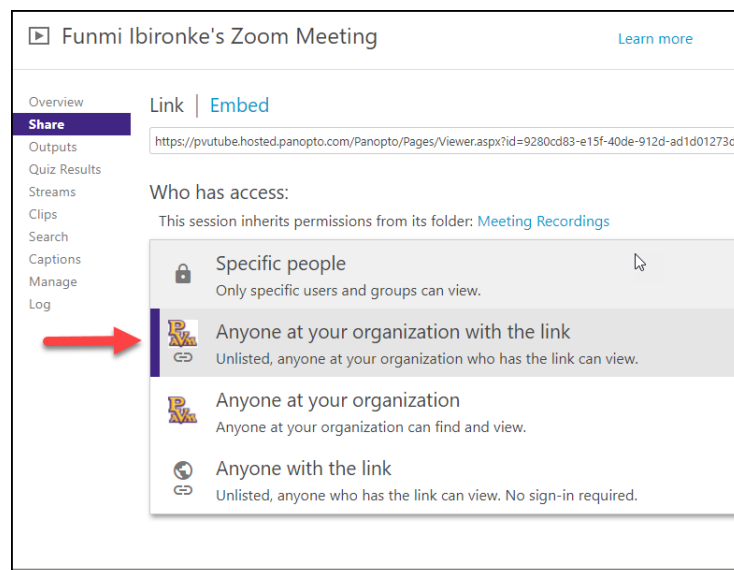 Funmi Ibironke's Zoom Meeting
Learn more
Overview
Share
Outputs
Quiz Results
Streams
Clips
Search
Captions
Manage
Log
Link | Embed
https://pvutube.hosted.panopto.com/Panopto/Pages/Viewer.aspx?id=9280cd83-e15f-40de-912d-ad1d01273d
Who has access:
This session inherits permissions from its folder: Meeting Recordings
Specific people
Only specific users and groups can view.
Anyone at your organization with the link
Unlisted, anyone at your organization who has the link can view.
Anyone at your organization
Anyone at your organization can find and view.
Anyone with the link
Unlisted, anyone who has the link can view. No sign-in required.